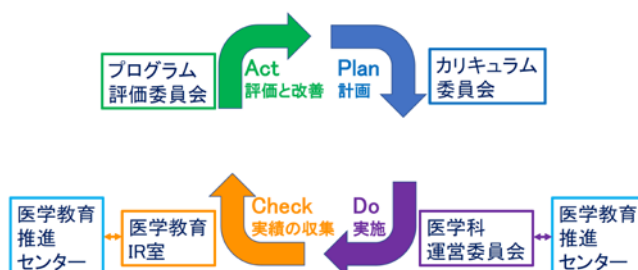 プログラム
評価委員会
Act
評価と改善
Plan
計画
カリキュラム
委員会
医学教育
推進
センター
医学教育
IR室
Check
実績の収集
Do
実施
医学科
運営委員会
医学教育
推進
センター